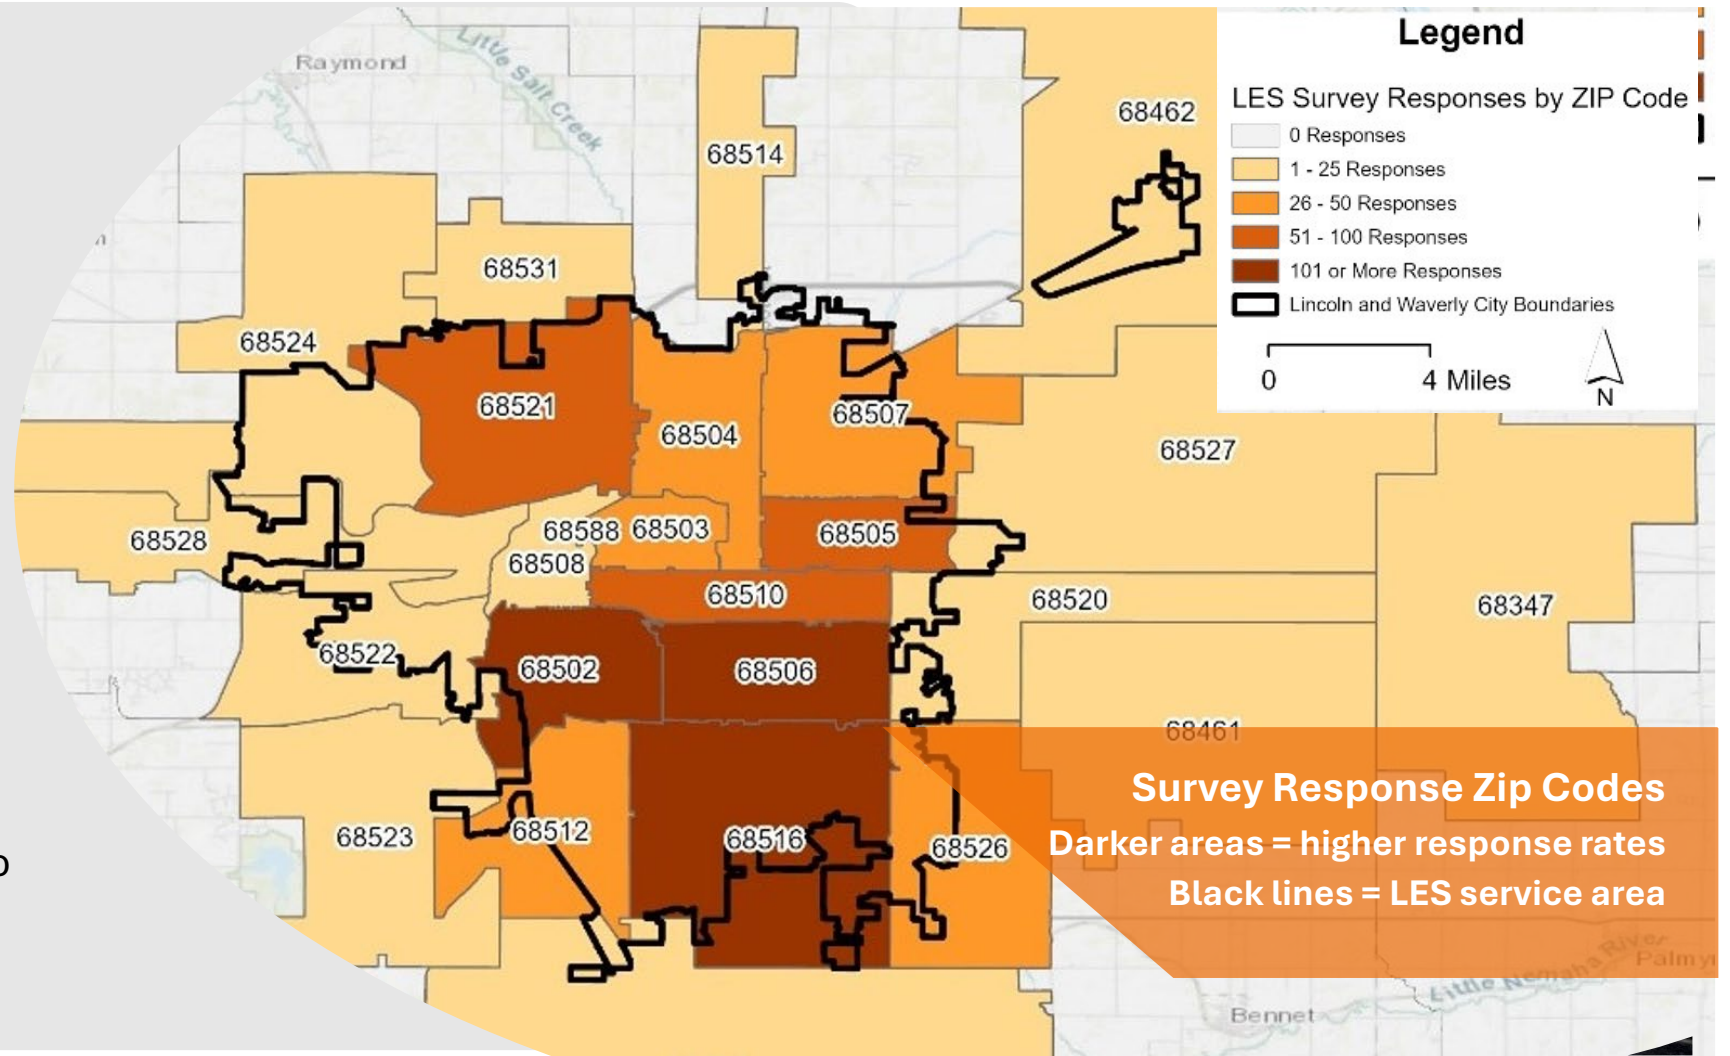 Legend
LES Survey Responses by ZIP Code
0 Responses
1 - 25 Responses
26 - 50 Responses
51 - 100 Responses
101 or More Responses
Lincoln and Waverly City Boundaries
0 4 Miles
N
Raymond
Little Salt Creek
68462
68514
68531
68524
68521
68504
68507
68527
68528
68588
68503
68505
68508
68510
68520
68347
68522
68502
68506
68461
68523
68512
68516
68526
Survey Response Zip Codes
Darker areas = higher response rates
Black lines = LES service area
Little Nemaha River
Bennet